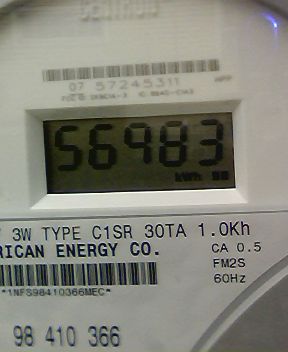 07 57245311
56983
kWh
3W TYPE C1SR 30TA 1.0Kh
RICAN ENERGY CO.
CA 0.5
FM2S
60Hz
*1NFS98410366MEC*
98 410 366